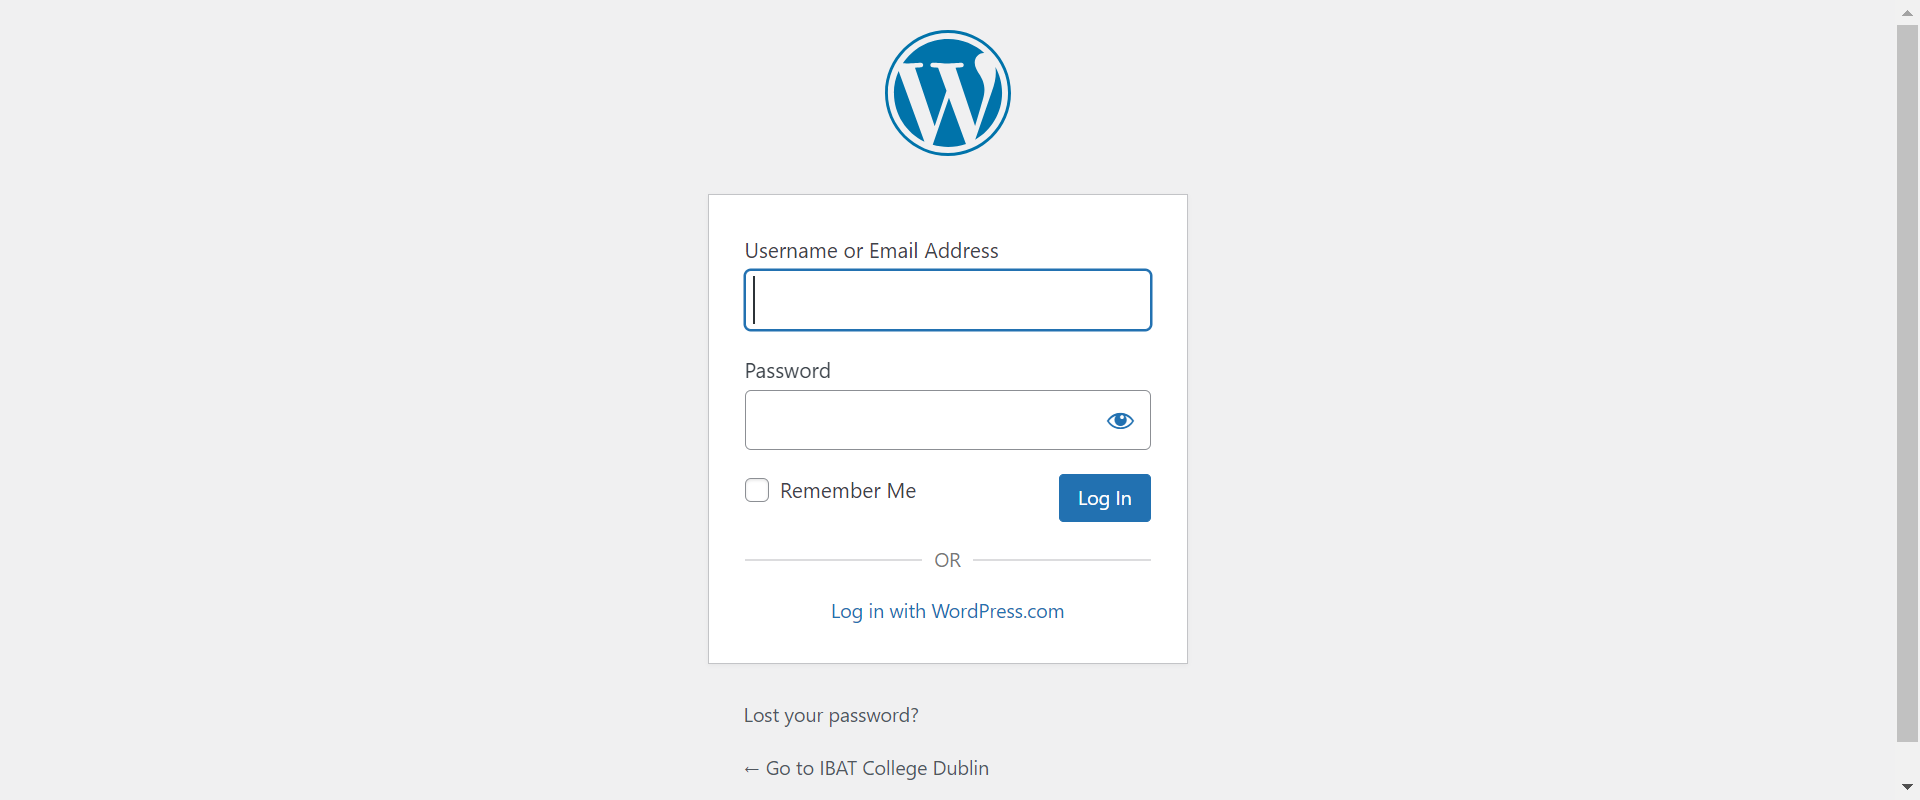 Username or Email Address
Password
Remember Me
Log In
OR
Log in with WordPress.com
Lost your password?
← Go to IBAT College Dublin